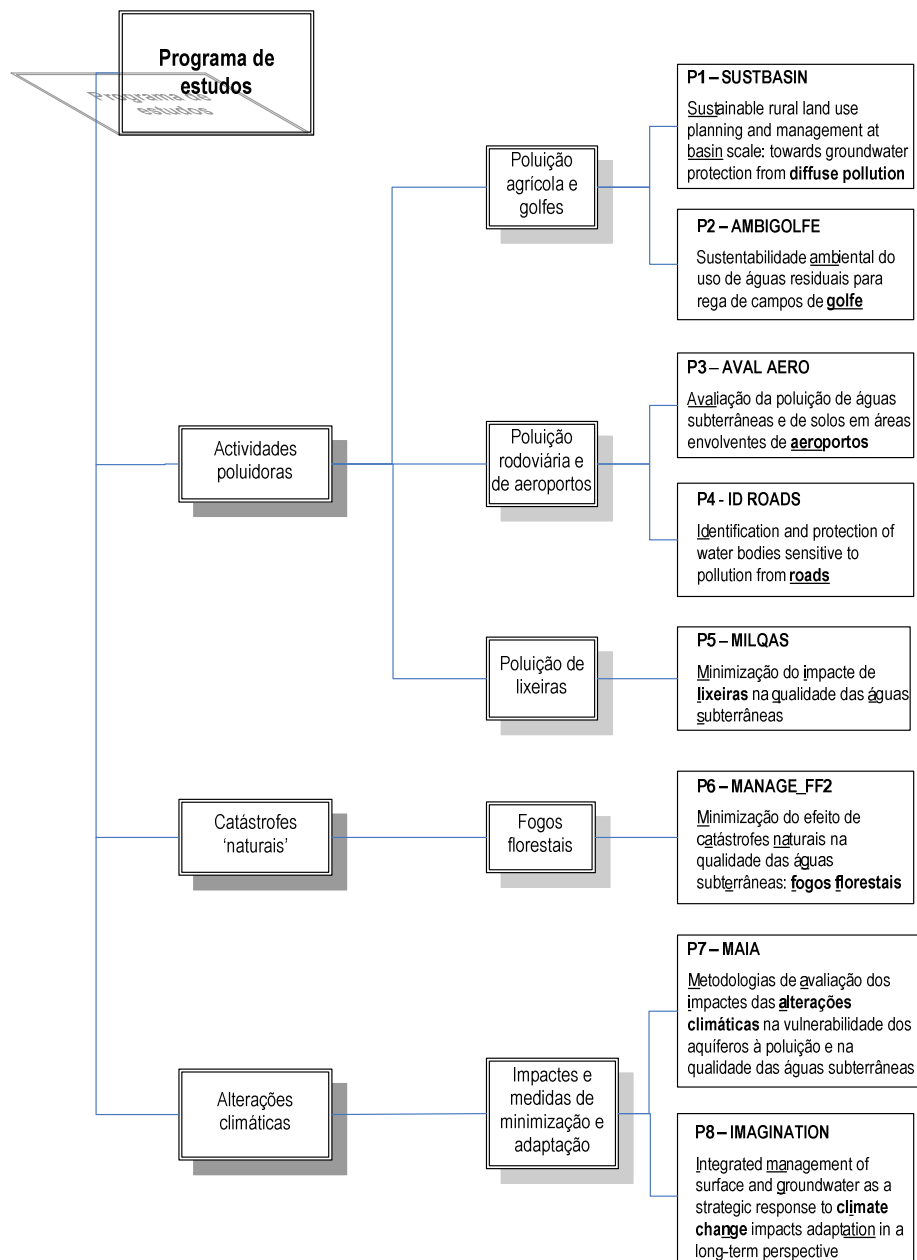 Programa de
estudos
Programa de
estudos
Actividades
poluidoras
Poluição
agrícola e
golfes
P1 – SUSTBASIN
Sustainable rural land use
planning and management at
basin scale: towards groundwater
protection from diffuse pollution
P2 – AMBIGOLFE
Sustentabilidade ambiental do
uso de águas residuais para
rega de campos de golfe
Poluição
rodoviária e
de aeroportos
P3 – AVAL AERO
Avaliação da poluição de águas
subterrâneas e de solos em áreas
envolventes de aeroportos
P4 - ID ROADS
Identification and protection of
water bodies sensitive to
pollution from roads
Poluição de
lixeiras
P5 – MILQAS
Minimização do impacte de
lixeiras na qualidade das águas
subterrâneas
Catástrofes
‘naturais’
Fogos
florestais
P6 – MANAGE_FF2
Minimização do efeito de
catástrofes naturais na
qualidade das águas
subterrâneas: fogos florestais
Alterações
climáticas
Impactes e
medidas de
minimização e
adaptação
P7 – MAIA
Metodologias de avaliação dos
impactes das alterações
climáticas na vulnerabilidade dos
aquíferos à poluição e na
qualidade das águas subterrâneas
P8 – IMAGINATION
Integrated management of
surface and groundwater as a
strategic response to climate
change impacts adaptation in a
long-term perspective